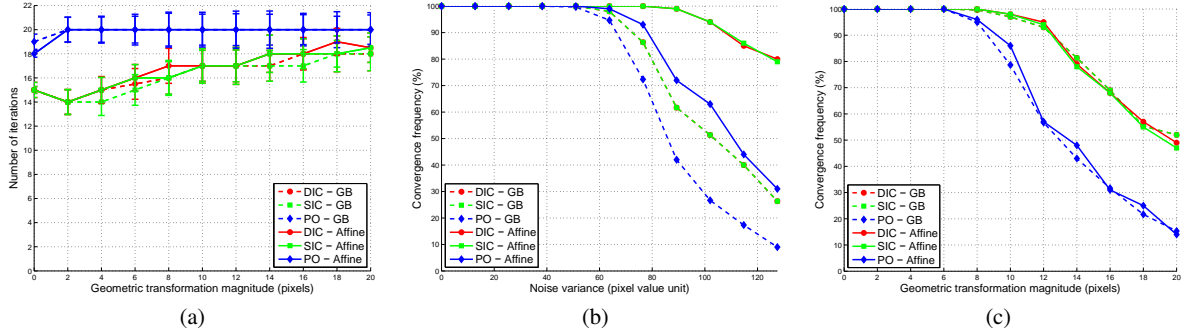 22
20
18
16
14
12
10
8
6
4
2
0
Number of iterations
0 2 4 6 8 10 12 14 16 18 20
Geometric transformation magnitude (pixels)
DIC − GB
SIC − GB
PO − GB
DIC − Affine
SIC − Affine
PO − Affine
(a)
100
90
80
70
60
50
40
30
20
10
0
Convergence frequency (%)
0 20 40 60 80 100 120
Noise variance (pixel value unit)
DIC − GB
SIC − GB
PO − GB
DIC − Affine
SIC − Affine
PO − Affine
(b)
100
90
80
70
60
50
40
30
20
10
0
Convergence frequency (%)
0 2 4 6 8 10 12 14 16 18 20
Geometric transformation magnitude (pixels)
DIC − GB
SIC − GB
PO − GB
DIC − Affine
SIC − Affine
PO − Affine
(c)